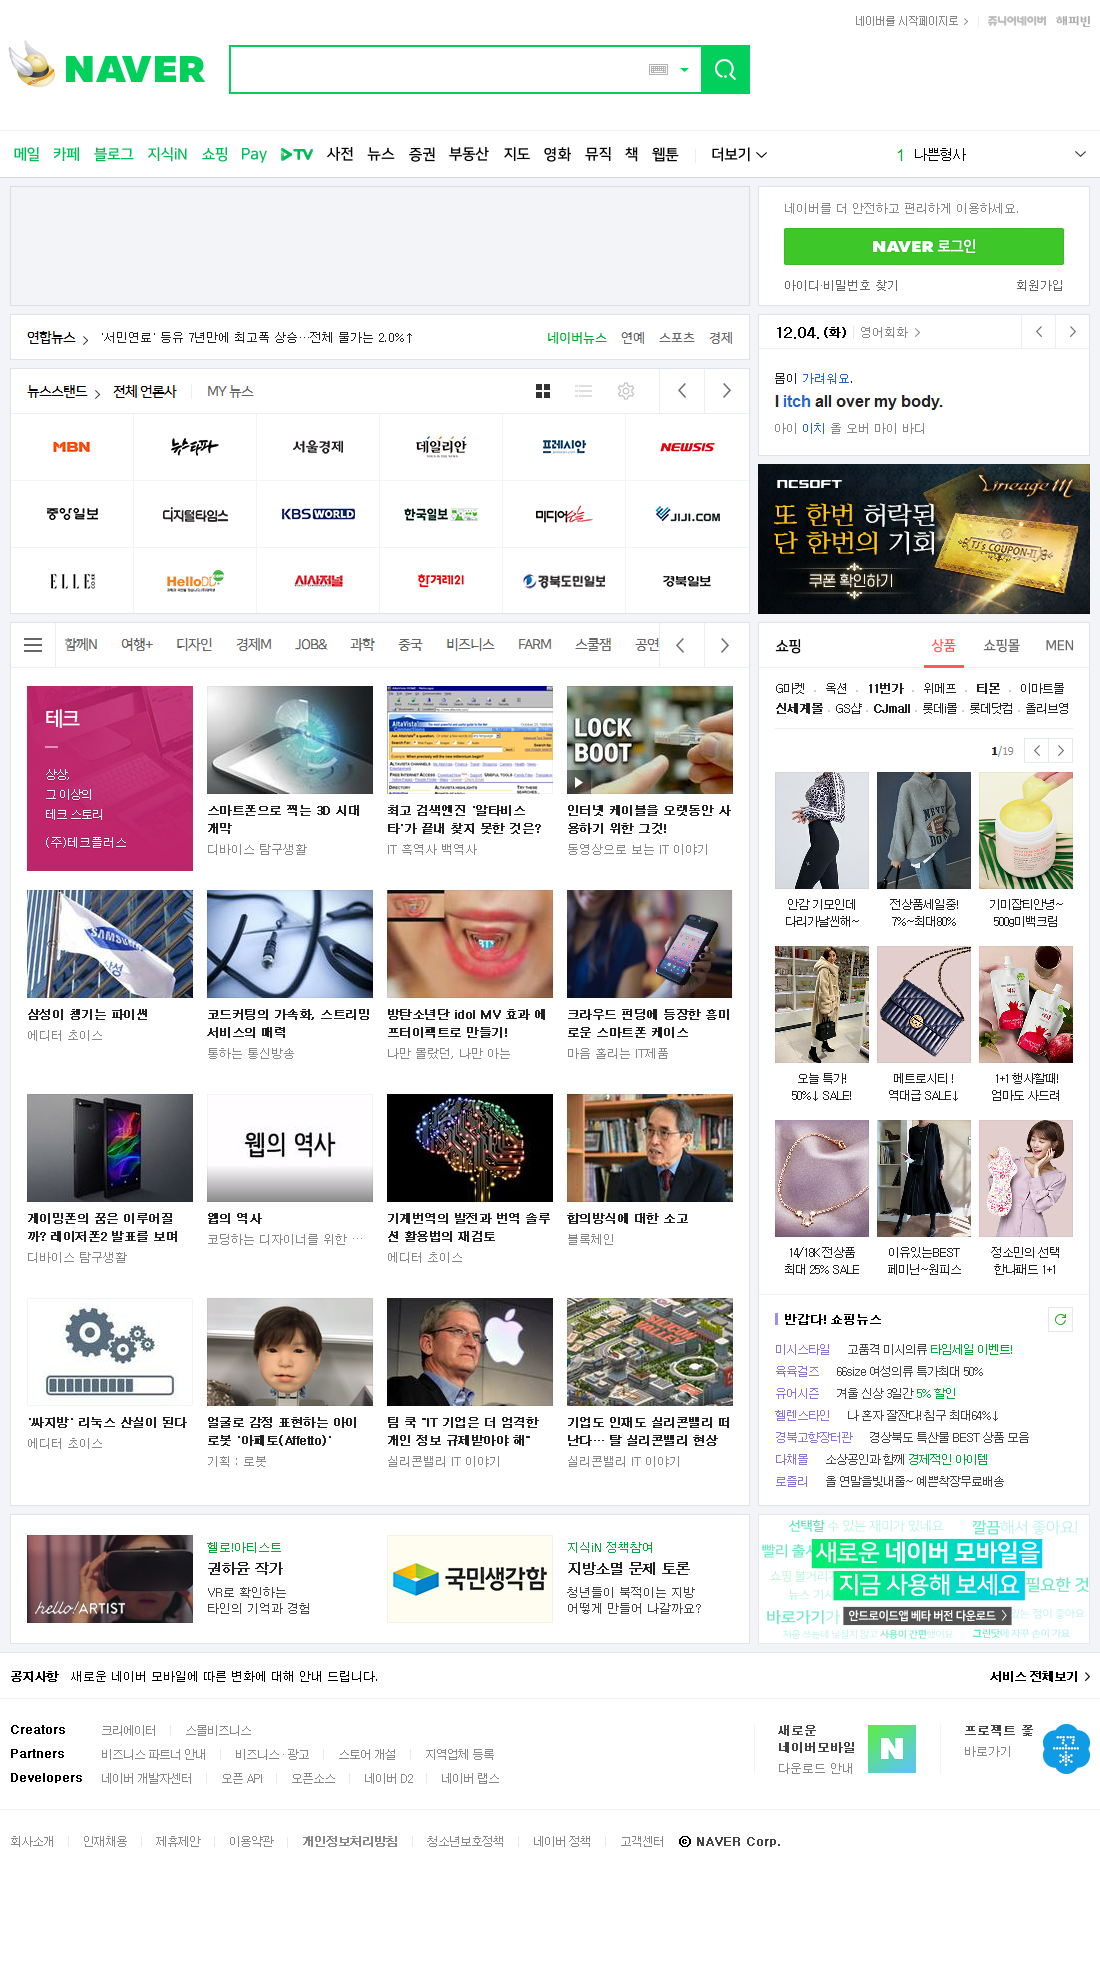 네이버를 시작페이지로
쥬니어네이버 해피빈
NAVER
메일 카페 블로그 지식iN 쇼핑 Pay TV 사전 뉴스 증권 부동산 지도 영화 뮤직 책 웹툰 더보기
1 나쁜형사
네이버를 더 안전하고 편리하게 이용하세요.
NAVER 로그인
아이디·비밀번호 찾기 회원가입
연합뉴스 '서민연료' 등유 7년만에 최고폭 상승…전체 물가는 2.0%↑
네이버뉴스 연예 스포츠 경제
12.04. (화) 영어회화
몸이 가려워요.
I itch all over my body.
아이 이치 올 오버 마이 바디
뉴스스탠드 전체 언론사 MY 뉴스
MBN 뉴스타파 서울경제 데일리안 프레시안 NEWSIS
중앙일보 디지털타임스 KBS WORLD 한국일보 미디어오늘 JIJI.COM
ELLE HelloDD 시사저널 한겨레21 경북도민일보 경북일보
NCSOFT Lineage M
또 한번 허락된
단 한번의 기회
TJ's COUPON-II
쿠폰 확인하기
함께N 여행+ 디자인 경제M JOB& 과학 중국 비즈니스 FARM 스쿨잼 공연
테크
상상,
그 이상의
테크 스토리
(주)테크플러스
스마트폰으로 찍는 3D 시대
개막
디바이스 탐구생활
최고 검색엔진 '알타비스
타'가 끝내 찾지 못한 것은?
IT 흑역사 백역사
LOCK
BOOT
인터넷 케이블을 오랫동안 사
용하기 위한 그것!
동영상으로 보는 IT 이야기
SAMSUNG
삼성
삼성이 챙기는 파이썬
에디터 초이스
코드커팅의 가속화, 스트리밍
서비스의 매력
통하는 통신방송
방탄소년단 idol MV 효과 에
프터이펙트로 만들기!
나만 몰랐던, 나만 아는
크라우드 펀딩에 등장한 흥미
로운 스마트폰 케이스
마음 홀리는 IT제품
게이밍폰의 꿈은 이루어질
까? 레이저폰2 발표를 보며
디바이스 탐구생활
웹의 역사
웹의 역사
코딩하는 디자이너를 위한 …
기계번역의 발전과 번역 솔루
션 활용법의 재검토
에디터 초이스
합의방식에 대한 소고
블록체인
'싸지방' 리눅스 산실이 된다
에디터 초이스
얼굴로 감정 표현하는 아이
로봇 '아페토(Affetto)'
기획 : 로봇
팀 쿡 "IT 기업은 더 엄격한
개인 정보 규제받아야 해"
실리콘밸리 IT 이야기
SILICON VALLEY
기업도 인재도 실리콘밸리 떠
난다… 탈 실리콘밸리 현상
실리콘밸리 IT 이야기
쇼핑 상품 쇼핑몰 MEN
G마켓 · 옥션 · 11번가 · 위메프 · 티몬 · 이마트몰
신세계몰 · GS샵 · CJmall · 롯데i몰 · 롯데닷컴 · 올리브영
1/19
안감 기모인데
다리가날씬해~
전상품세일중!
7%~최대80%
기미잡티안녕~
500g미백크림
오늘 특가!
50%↓ SALE!
메트로시티 !
역대급 SALE↓
1+1 행사할때!
엄마도 사드려
14/18K 전상품
최대 25% SALE
이유있는BEST
페미닌~원피스
정소민의 선택
한나패드 1+1
반갑다! 쇼핑뉴스
미시스타일 고품격 미시의류 타임세일 이벤트!
육육걸즈 66size 여성의류 특가최대 50%
유어시즌 겨울 신상 3일간 5% 할인
헬렌스타인 나 혼자 잘잔다! 침구 최대64%↓
경북고향장터관 경상북도 특산물 BEST 상품 모음
다채몰 소상공인과 함께 경제적인 아이템
로즐리 올 연말을빛내줄~ 예쁜착장무료배송
hello! ARTIST
헬로!아티스트
권하윤 작가
VR로 확인하는
타인의 기억과 경험
국민생각함
지식iN 정책참여
지방소멸 문제 토론
청년들이 북적이는 지방
어떻게 만들어 나갈까요?
선택할 수 있는 재미가 있네요 깔끔해서 좋아요!
새로운 네이버 모바일을
지금 사용해 보세요
필요한 것
바로가기가
안드로이드앱 베타 버전 다운로드
공지사항 새로운 네이버 모바일에 따른 변화에 대해 안내 드립니다.
서비스 전체보기
Creators 크리에이터 스몰비즈니스
Partners 비즈니스 파트너 안내 비즈니스 · 광고 스토어 개설 지역업체 등록
Developers 네이버 개발자센터 오픈 API 오픈소스 네이버 D2 네이버 랩스
새로운
네이버모바일
다운로드 안내
N
프로젝트 꽃
바로가기
회사소개 인재채용 제휴제안 이용약관 개인정보처리방침 청소년보호정책 네이버 정책 고객센터 ⓒ NAVER Corp.